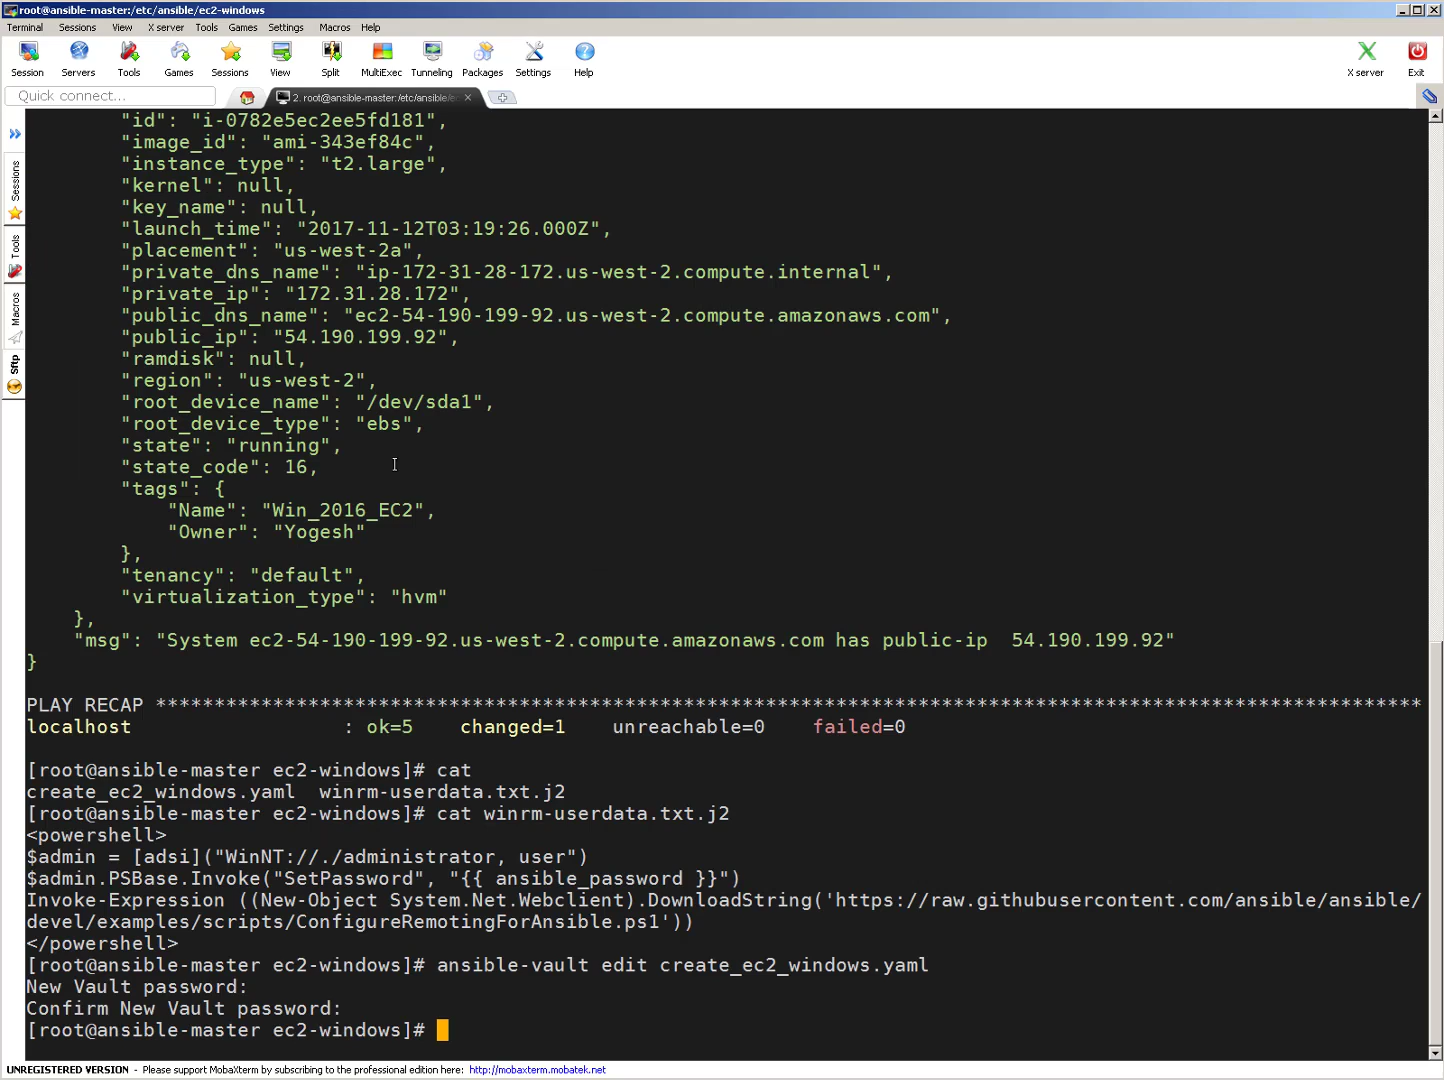 root@ansible-master:/etc/ansible/ec2-windows
Terminal Sessions View X server Tools Games Settings Macros Help
Session Servers Tools Games Sessions View Split MultiExec Tunneling Packages Settings Help X server Exit
Quick connect...
2. root@ansible-master:/etc/ansible/e
Sessions
Tools
Macros
Sftp
"id": "i-0782e5ec2ee5fd181",
"image_id": "ami-343ef84c",
"instance_type": "t2.large",
"kernel": null,
"key_name": null,
"launch_time": "2017-11-12T03:19:26.000Z",
"placement": "us-west-2a",
"private_dns_name": "ip-172-31-28-172.us-west-2.compute.internal",
"private_ip": "172.31.28.172",
"public_dns_name": "ec2-54-190-199-92.us-west-2.compute.amazonaws.com",
"public_ip": "54.190.199.92",
"ramdisk": null,
"region": "us-west-2",
"root_device_name": "/dev/sda1",
"root_device_type": "ebs",
"state": "running",
"state_code": 16,
"tags": {
"Name": "Win_2016_EC2",
"Owner": "Yogesh"
},
"tenancy": "default",
"virtualization_type": "hvm"
},
"msg": "System ec2-54-190-199-92.us-west-2.compute.amazonaws.com has public-ip  54.190.199.92"
}
PLAY RECAP ************************************************************************************************************
localhost : ok=5 changed=1 unreachable=0 failed=0
[root@ansible-master ec2-windows]# cat
create_ec2_windows.yaml  winrm-userdata.txt.j2
[root@ansible-master ec2-windows]# cat winrm-userdata.txt.j2
<powershell>
$admin = [adsi]("WinNT://./administrator, user")
$admin.PSBase.Invoke("SetPassword", "{{ ansible_password }}")
Invoke-Expression ((New-Object System.Net.Webclient).DownloadString('https://raw.githubusercontent.com/ansible/ansible/
devel/examples/scripts/ConfigureRemotingForAnsible.ps1'))
</powershell>
[root@ansible-master ec2-windows]# ansible-vault edit create_ec2_windows.yaml
New Vault password:
Confirm New Vault password:
[root@ansible-master ec2-windows]#
UNREGISTERED VERSION - Please support MobaXterm by subscribing to the professional edition here: http://mobaxterm.mobatek.net